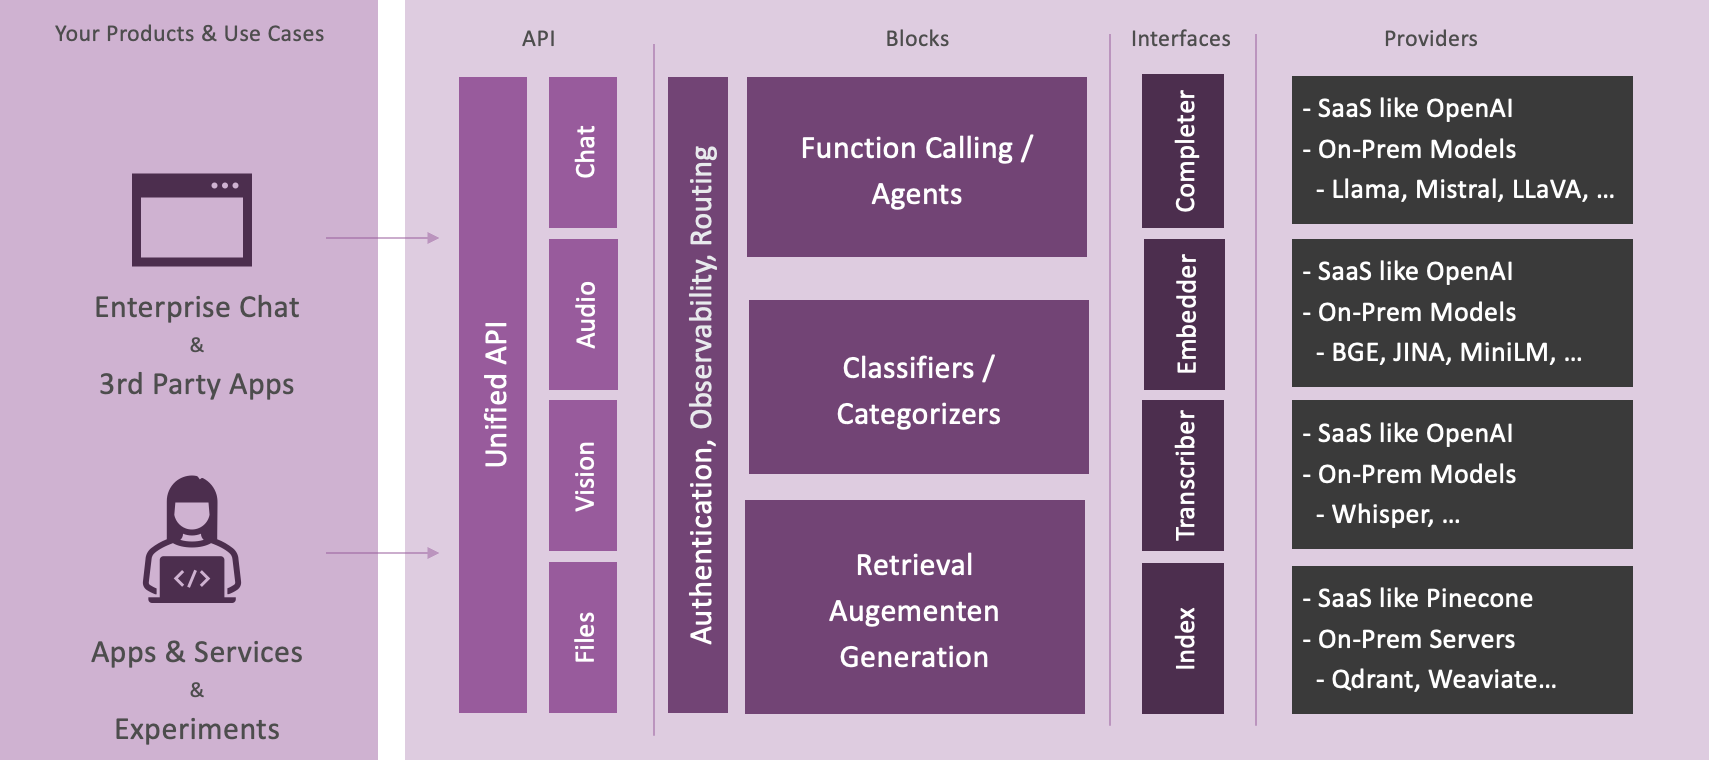 Your Products & Use Cases
Enterprise Chat
&
3rd Party Apps
</>
Apps & Services
&
Experiments
API
Unified API
Chat
Audio
Vision
Files
Blocks
Authentication, Observability, Routing
Function Calling /
Agents
Classifiers /
Categorizers
Retrieval
Augementen
Generation
Interfaces
Completer
Embedder
Transcriber
Index
Providers
- SaaS like OpenAI
- On-Prem Models
- Llama, Mistral, LLaVA, ...
- SaaS like OpenAI
- On-Prem Models
- BGE, JINA, MiniLM, ...
- SaaS like OpenAI
- On-Prem Models
- Whisper, ...
- SaaS like Pinecone
- On-Prem Servers
- Qdrant, Weaviate...